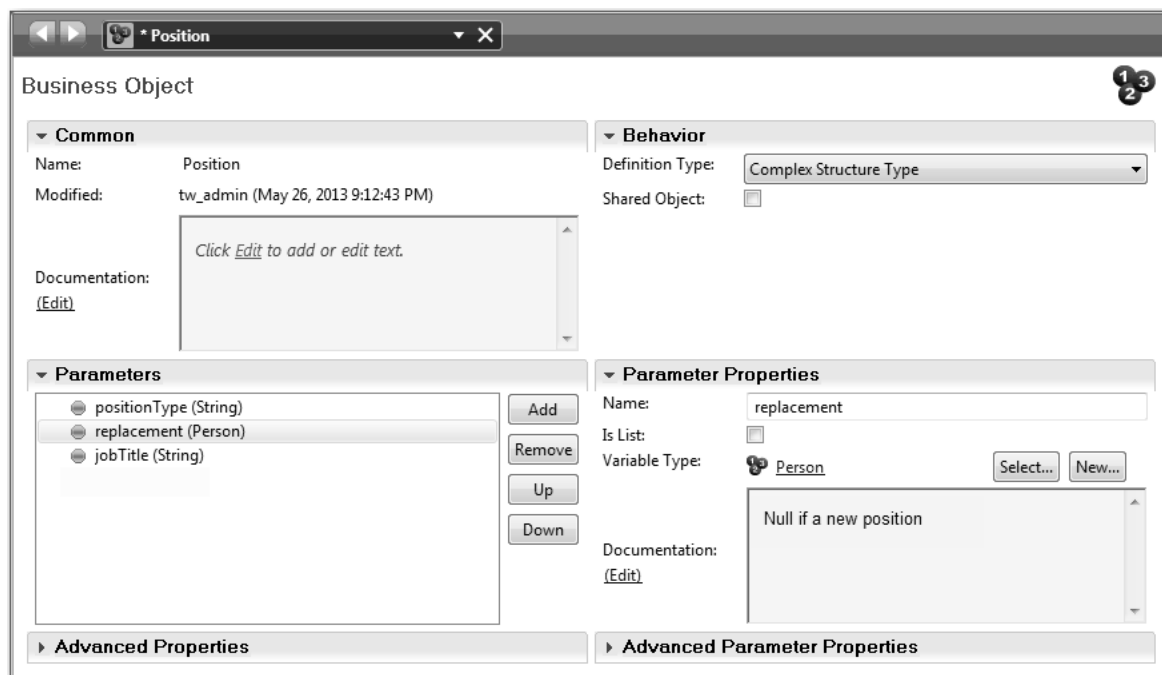 * Position
Business Object
1 2 3
Common
Name: Position
Modified: tw_admin (May 26, 2013 9:12:43 PM)
Click Edit to add or edit text.
Documentation:
(Edit)
Behavior
Definition Type: Complex Structure Type
Shared Object:
Parameters
positionType (String)
replacement (Person)
jobTitle (String)
Add
Remove
Up
Down
Parameter Properties
Name: replacement
Is List:
Variable Type: Person Select... New...
Null if a new position
Documentation:
(Edit)
Advanced Properties
Advanced Parameter Properties